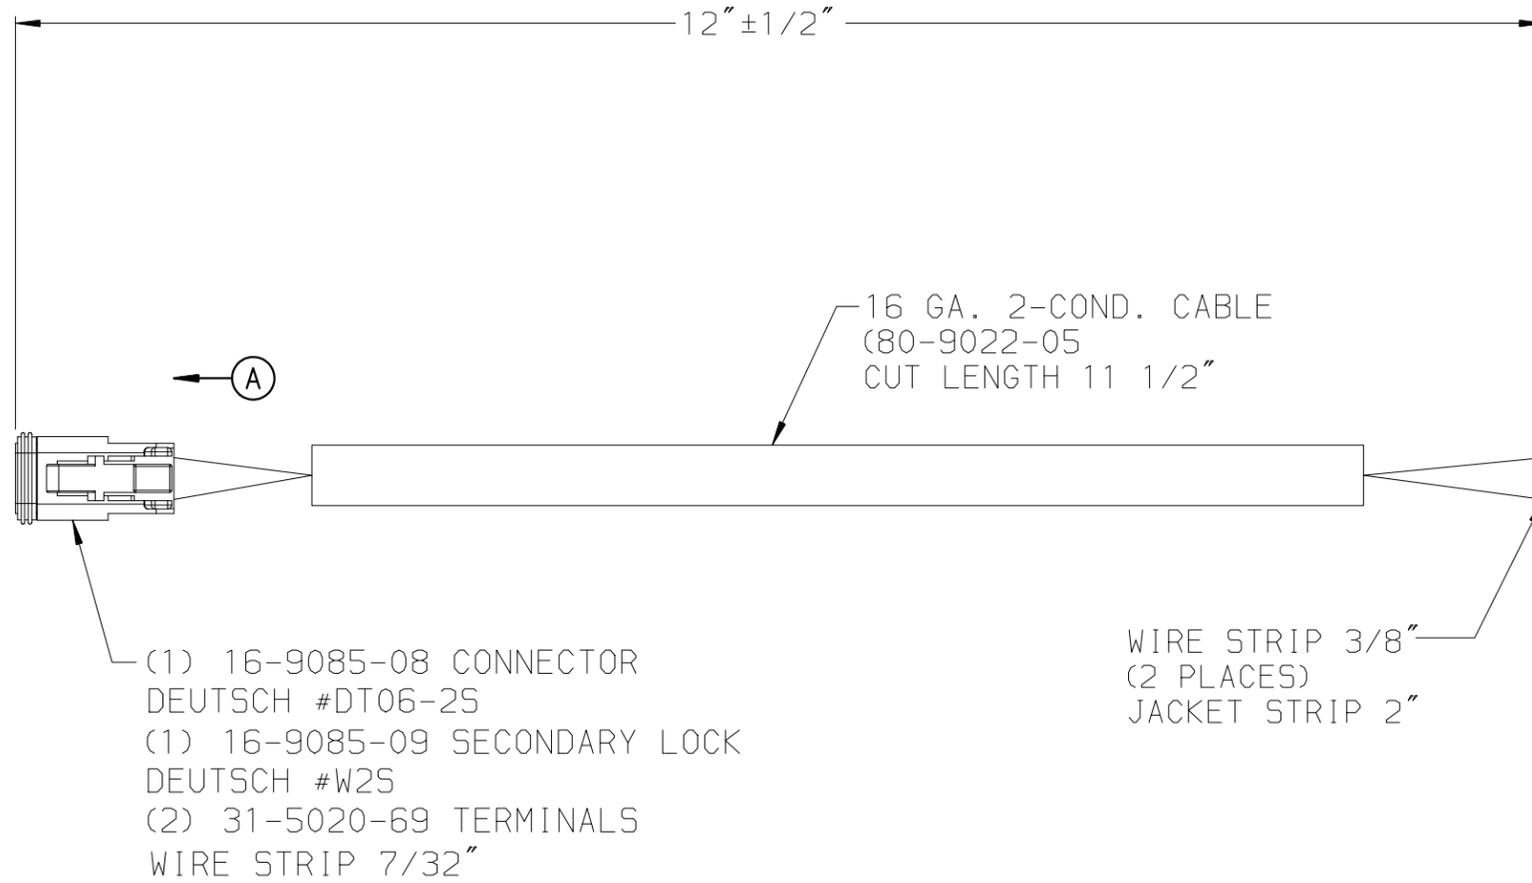 12"±1/2"
16 GA. 2-COND. CABLE
(80-9022-05
CUT LENGTH 11 1/2"
A
(1) 16-9085-08 CONNECTOR
DEUTSCH #DT06-2S
(1) 16-9085-09 SECONDARY LOCK
DEUTSCH #W2S
(2) 31-5020-69 TERMINALS
WIRE STRIP 7/32"
WIRE STRIP 3/8"
(2 PLACES)
JACKET STRIP 2"